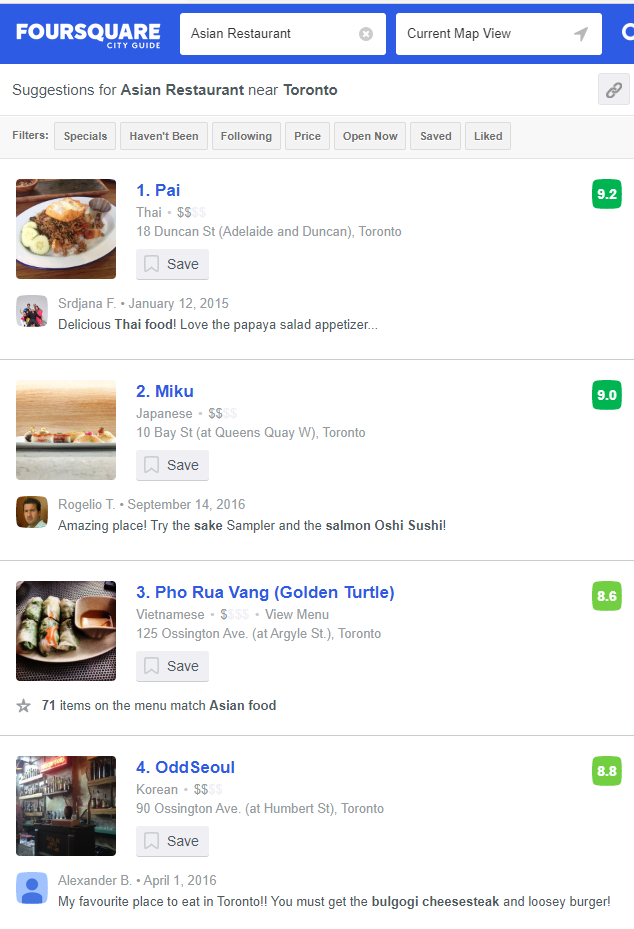 FOURSQUARE
CITY GUIDE
Asian Restaurant
Current Map View
Suggestions for Asian Restaurant near Toronto
Filters: Specials Haven't Been Following Price Open Now Saved Liked
1. Pai
9.2
Thai • $$$$
18 Duncan St (Adelaide and Duncan), Toronto
Save
Srdjana F. • January 12, 2015
Delicious Thai food! Love the papaya salad appetizer...
2. Miku
9.0
Japanese • $$$$
10 Bay St (at Queens Quay W), Toronto
Save
Rogelio T. • September 14, 2016
Amazing place! Try the sake Sampler and the salmon Oshi Sushi!
3. Pho Rua Vang (Golden Turtle)
8.6
Vietnamese • $$$$ • View Menu
125 Ossington Ave. (at Argyle St.), Toronto
Save
71 items on the menu match Asian food
4. OddSeoul
8.8
Korean • $$$$
90 Ossington Ave. (at Humbert St), Toronto
Save
Alexander B. • April 1, 2016
My favourite place to eat in Toronto!! You must get the bulgogi cheesesteak and loosey burger!